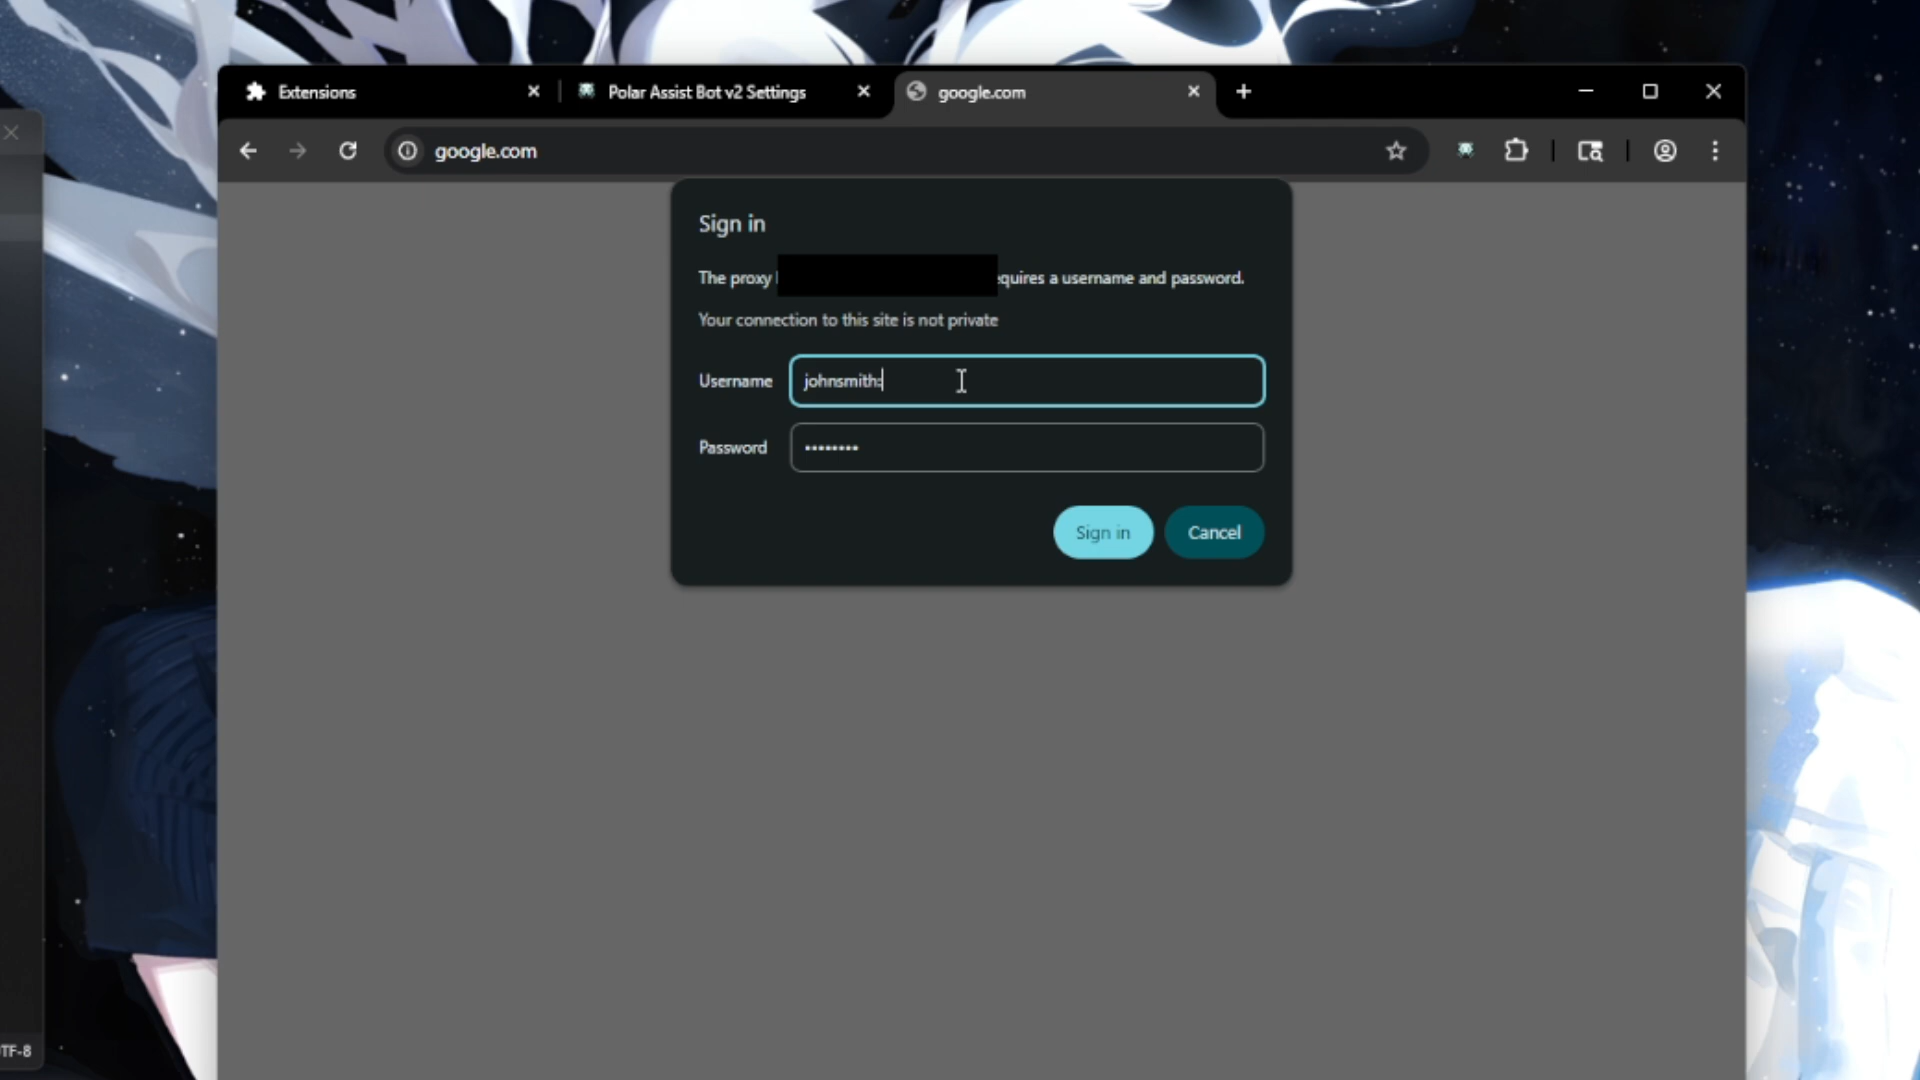 Extensions
Polar Assist Bot v2 Settings
google.com
google.com
Sign in
The proxy equires a username and password.
Your connection to this site is not private
Username johnsmith:
Password ••••••••
Sign in Cancel
TF-8